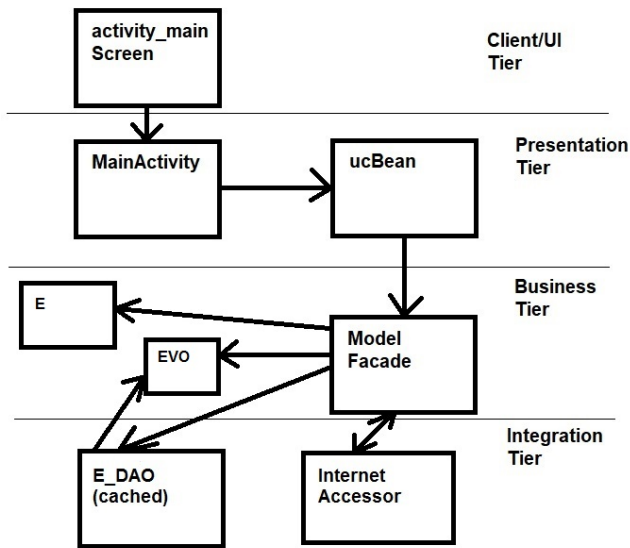 activity_main
Screen
Client/UI
Tier
MainActivity
ucBean
Presentation
Tier
E
EVO
Model
Facade
Business
Tier
E_DAO
(cached)
Internet
Accessor
Integration
Tier